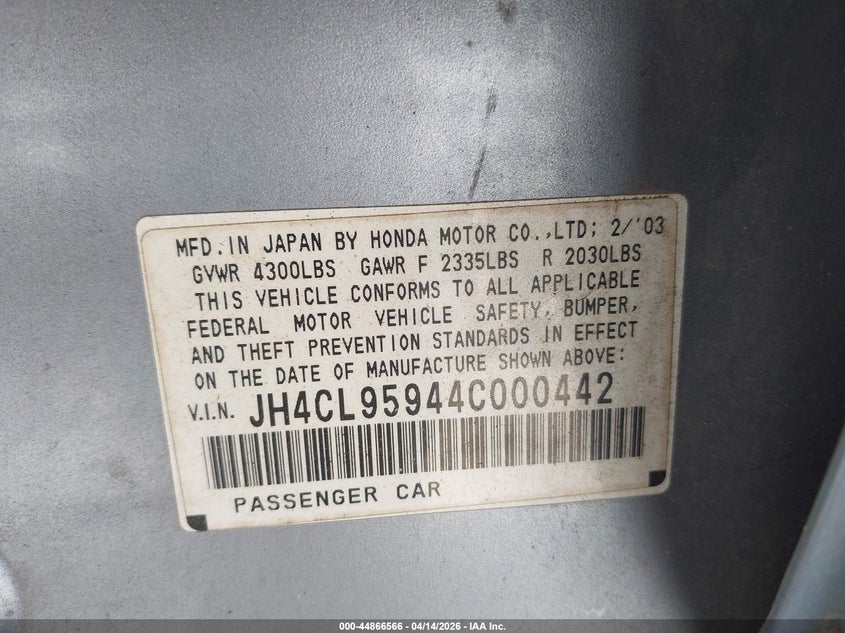 MFD. IN JAPAN BY HONDA MOTOR CO.,LTD; 2/'03
GVWR 4300LBS GAWR F 2335LBS R 2030LBS
THIS VEHICLE CONFORMS TO ALL APPLICABLE
FEDERAL MOTOR VEHICLE SAFETY, BUMPER,
AND THEFT PREVENTION STANDARDS IN EFFECT
ON THE DATE OF MANUFACTURE SHOWN ABOVE:
V.I.N. JH4CL95944C000442
PASSENGER CAR
000-44866566 | 04/14/2026 | IAA Inc.